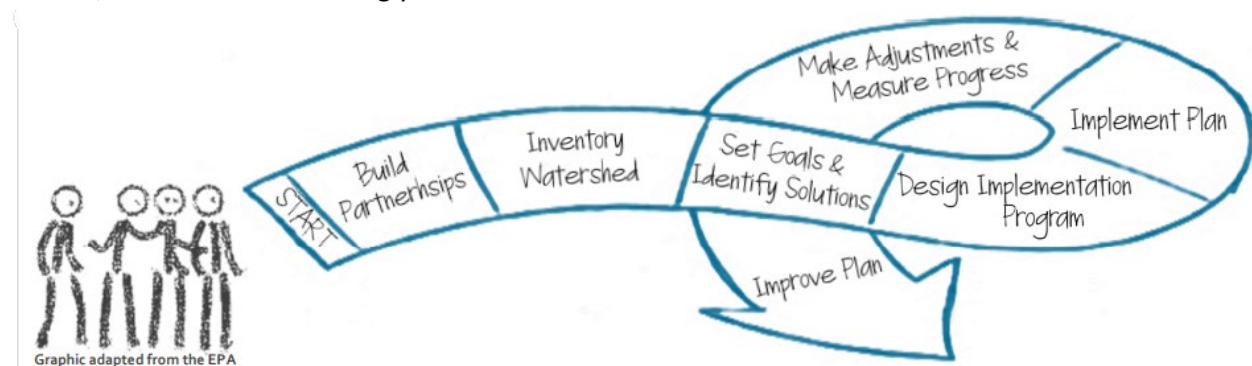 START
Build
Partnerhsips
Inventory
Watershed
Set Goals &
Identify Solutions
Design Implementation
Program
Implement Plan
Make Adjustments &
Measure Progress
Improve Plan
Graphic adapted from the EPA